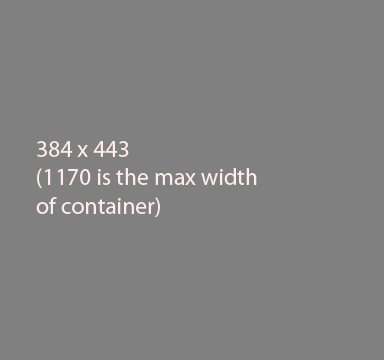 384 x 443
(1170 is the max width
of container)